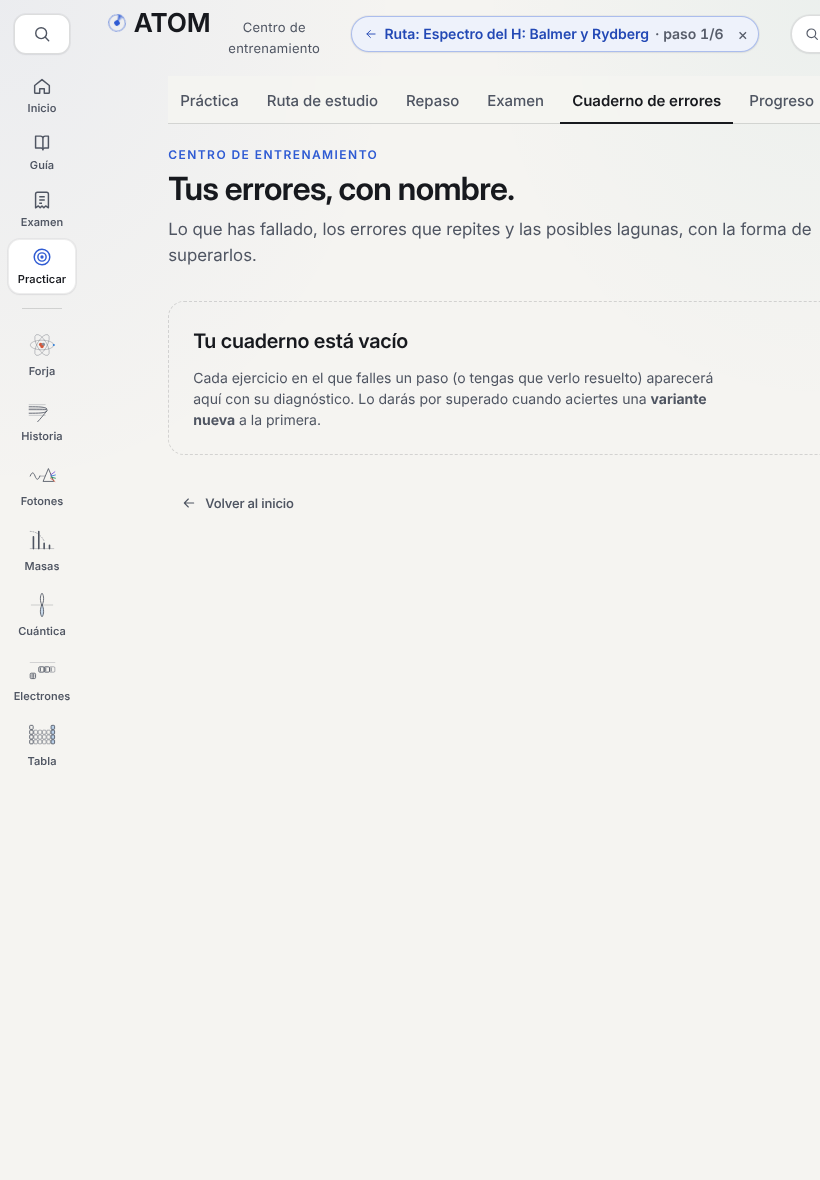 ATOM
Centro de
entrenamiento
← Ruta: Espectro del H: Balmer y Rydberg · paso 1/6 ×
Inicio
Guía
Examen
Practicar
Forja
Historia
Fotones
Masas
Cuántica
Electrones
Tabla
Práctica Ruta de estudio Repaso Examen Cuaderno de errores Progreso
CENTRO DE ENTRENAMIENTO
Tus errores, con nombre.
Lo que has fallado, los errores que repites y las posibles lagunas, con la forma de
superarlos.
Tu cuaderno está vacío
Cada ejercicio en el que falles un paso (o tengas que verlo resuelto) aparecerá
aquí con su diagnóstico. Lo darás por superado cuando aciertes una variante
nueva a la primera.
← Volver al inicio